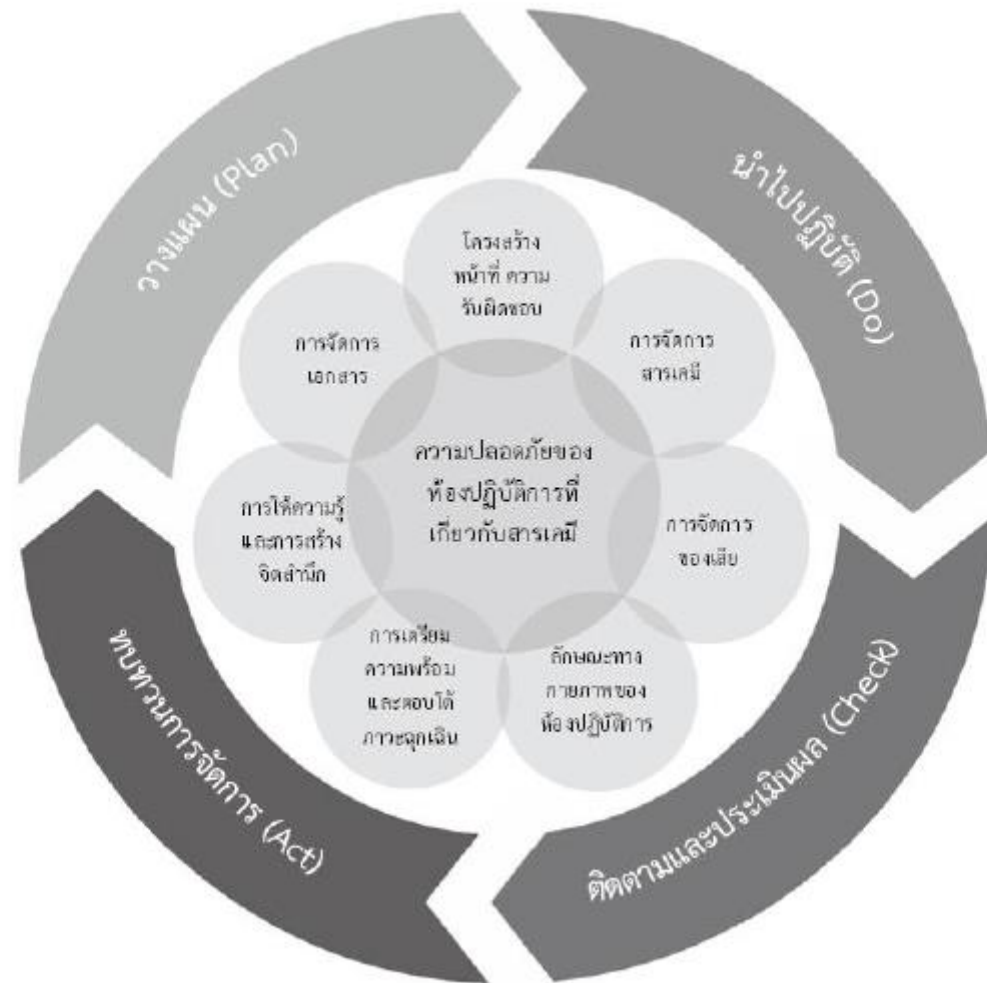 วางแผน (Plan)
นำไปปฏิบัติ (Do)
ติดตามและประเมินผล (Check)
ทบทวนการจัดการ (Act)
โครงสร้าง
หน้าที่ ความ
รับผิดชอบ
การจัดการ
สารเคมี
การจัดการ
ของเสีย
ลักษณะทาง
กายภาพของ
ห้องปฏิบัติการ
การเตรียม
ความพร้อม
และตอบโต้
ภาวะฉุกเฉิน
การให้ความรู้
และการสร้าง
จิตสำนึก
การจัดการ
เอกสาร
ความปลอดภัยของ
ห้องปฏิบัติการที่
เกี่ยวกับสารเคมี